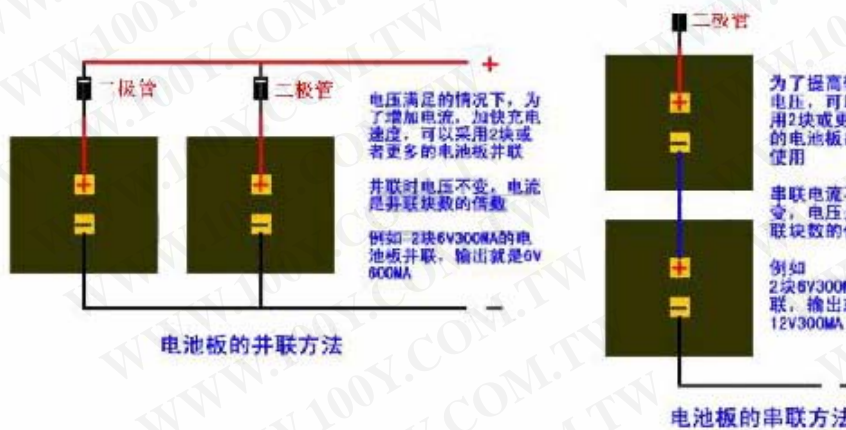 二极管
二极管
+
电压满足的情况下，为
了增加电流，加快充电
速度，可以采用2块或
者更多的电池板并联
并联时电压不变，电流
是并联块数的倍数
例如 2块6V300MA的电
池板并联，输出就是6V
600MA
+
+
—
—
—
电池板的并联方法
二极管
为了提高
电压，可
用2块或更
的电池板
使用
串联电流
变，电压
联块数的
例如
2块6V300M
联，输出
12V300MA
+
—
+
—
电池板的串联方法
WWW.100Y.COM.TW